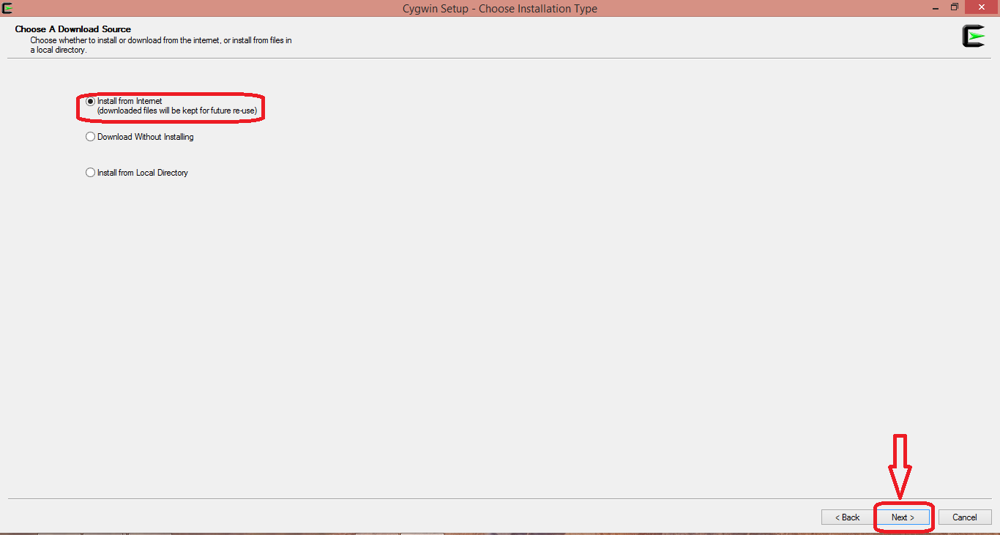 Cygwin Setup - Choose Installation Type
Choose A Download Source
Choose whether to install or download from the internet, or install from files in
a local directory.
Install from Internet
(downloaded files will be kept for future re-use)
Download Without Installing
Install from Local Directory
< Back
Next >
Cancel